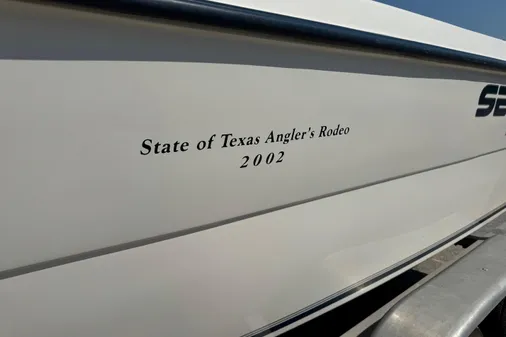 State of Texas Angler's Rodeo
2002